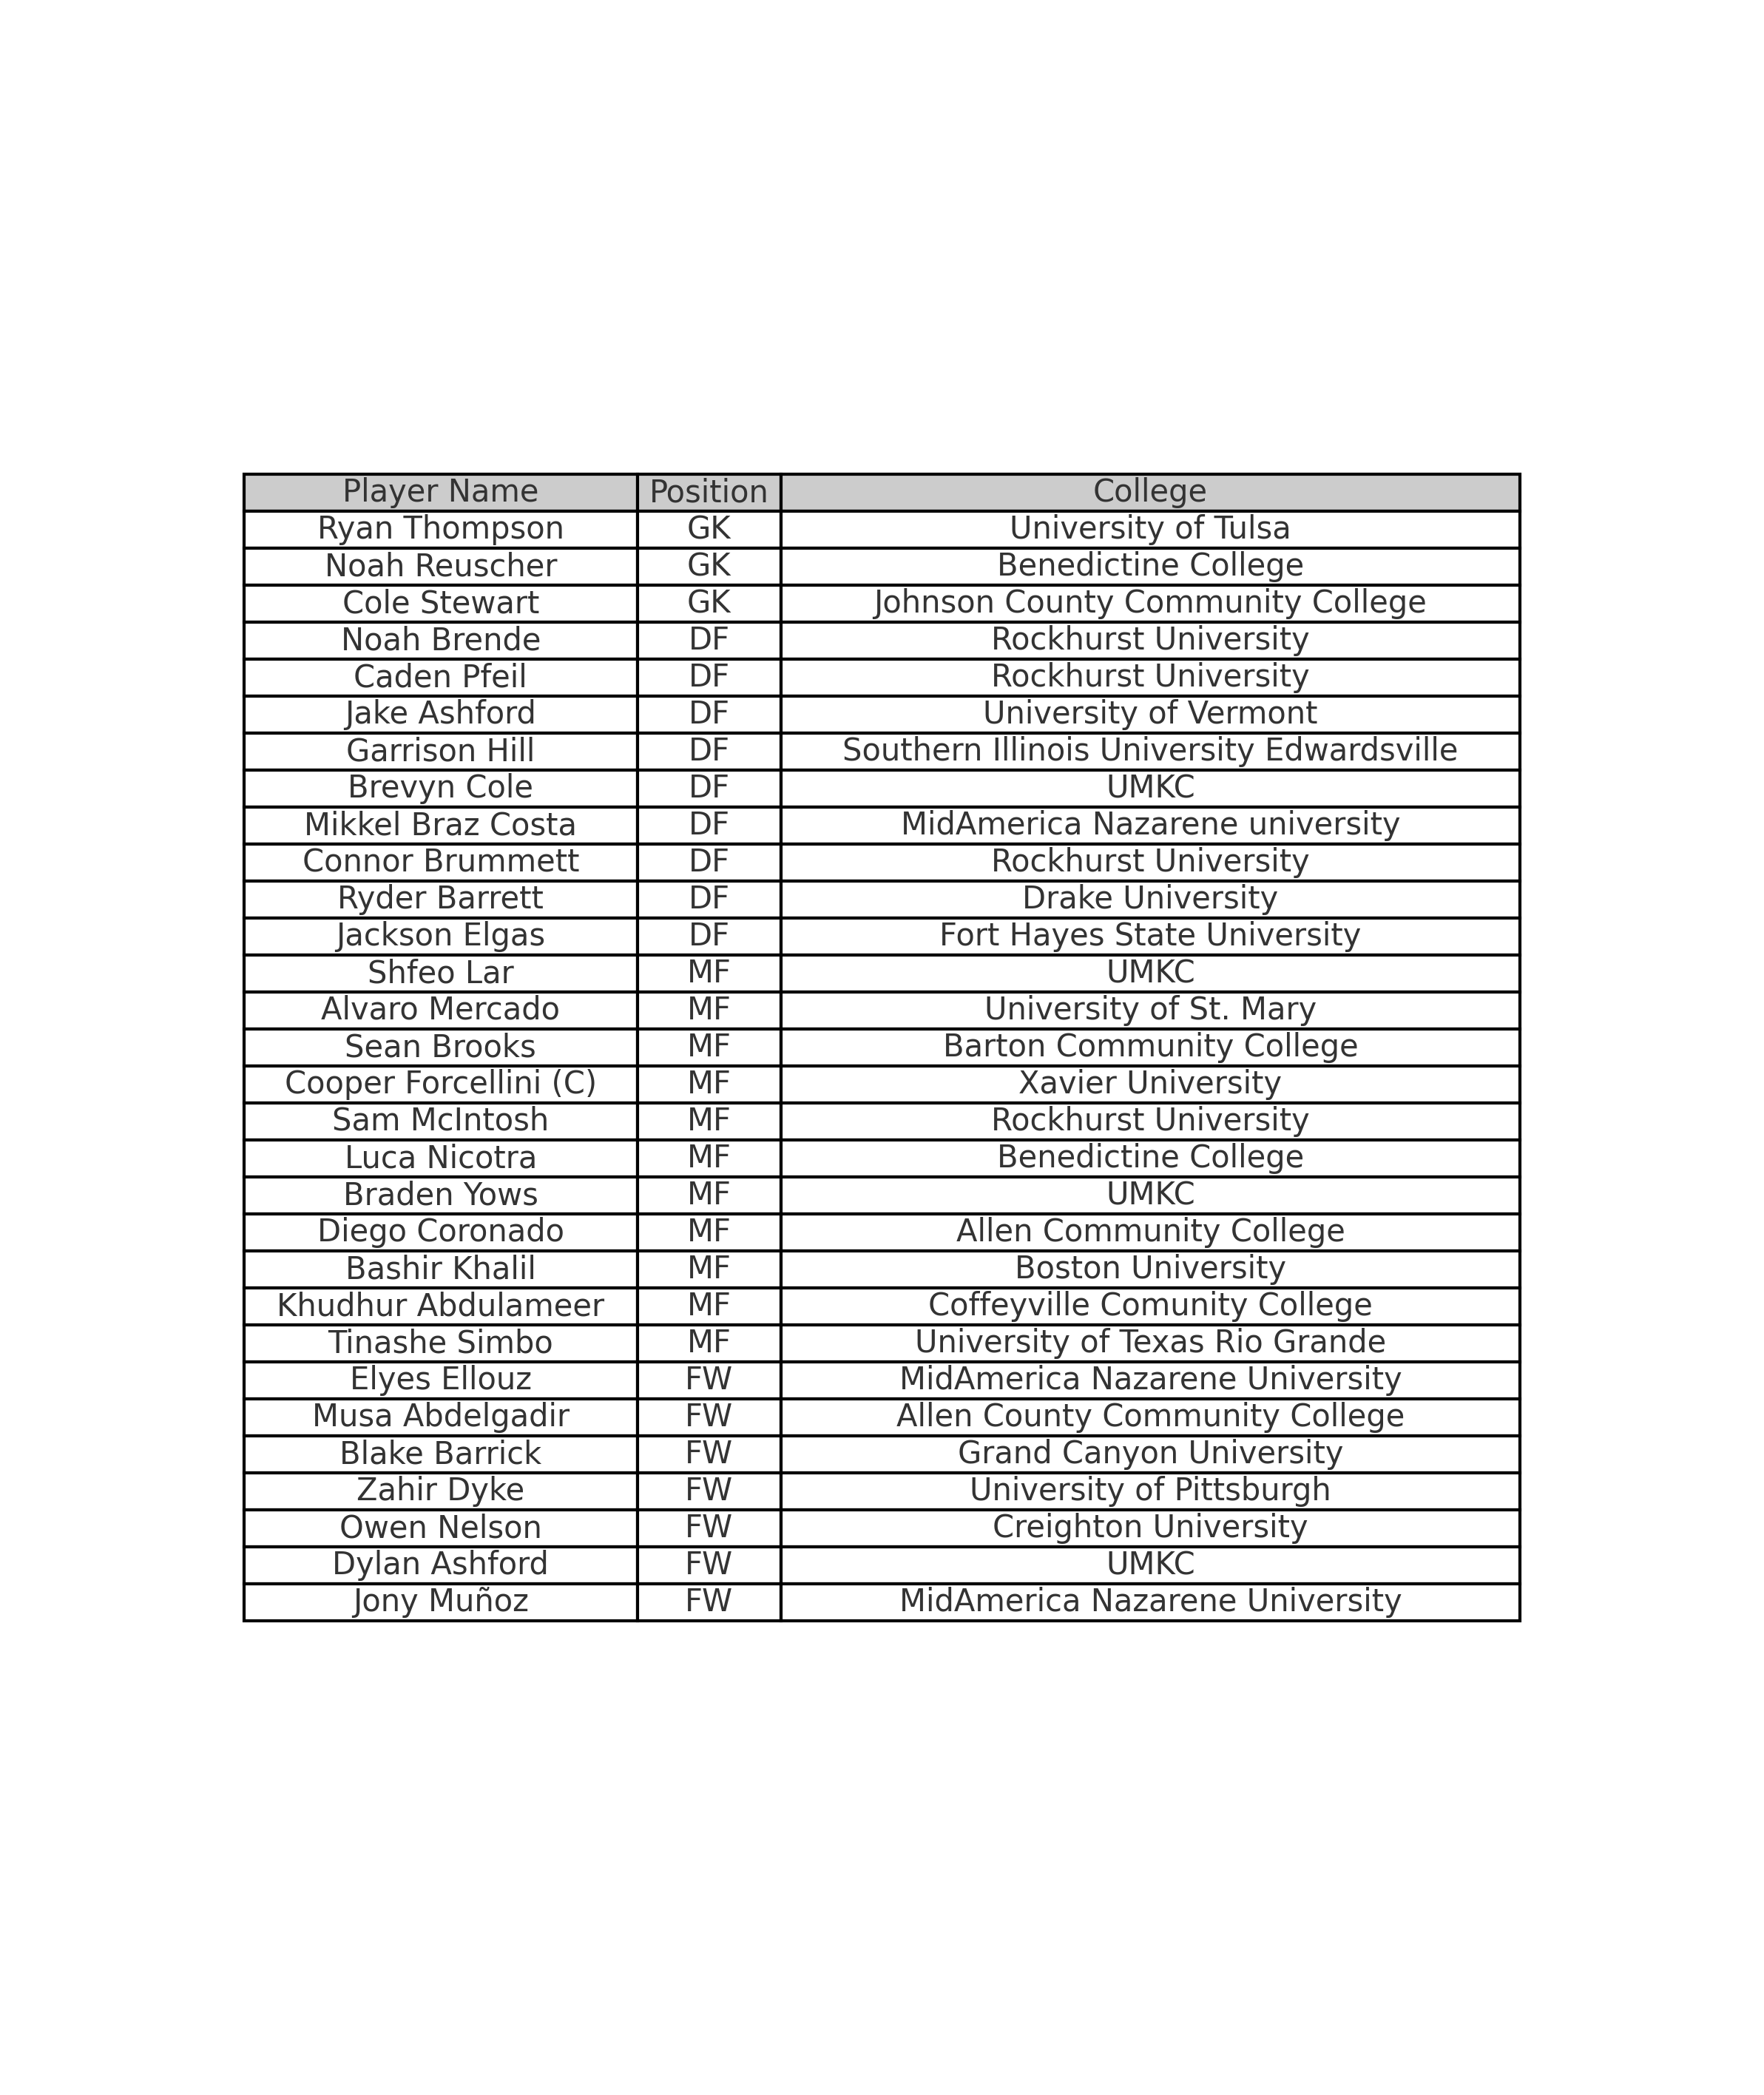 Player Name Position College
Ryan Thompson GK University of Tulsa
Noah Reuscher GK Benedictine College
Cole Stewart GK Johnson County Community College
Noah Brende DF Rockhurst University
Caden Pfeil DF Rockhurst University
Jake Ashford DF University of Vermont
Garrison Hill DF Southern Illinois University Edwardsville
Brevyn Cole DF UMKC
Mikkel Braz Costa DF MidAmerica Nazarene university
Connor Brummett DF Rockhurst University
Ryder Barrett DF Drake University
Jackson Elgas DF Fort Hayes State University
Shfeo Lar MF UMKC
Alvaro Mercado MF University of St. Mary
Sean Brooks MF Barton Community College
Cooper Forcellini (C) MF Xavier University
Sam McIntosh MF Rockhurst University
Luca Nicotra MF Benedictine College
Braden Yows MF UMKC
Diego Coronado MF Allen Community College
Bashir Khalil MF Boston University
Khudhur Abdulameer MF Coffeyville Comunity College
Tinashe Simbo MF University of Texas Rio Grande
Elyes Ellouz FW MidAmerica Nazarene University
Musa Abdelgadir FW Allen County Community College
Blake Barrick FW Grand Canyon University
Zahir Dyke FW University of Pittsburgh
Owen Nelson FW Creighton University
Dylan Ashford FW UMKC
Jony Muñoz FW MidAmerica Nazarene University